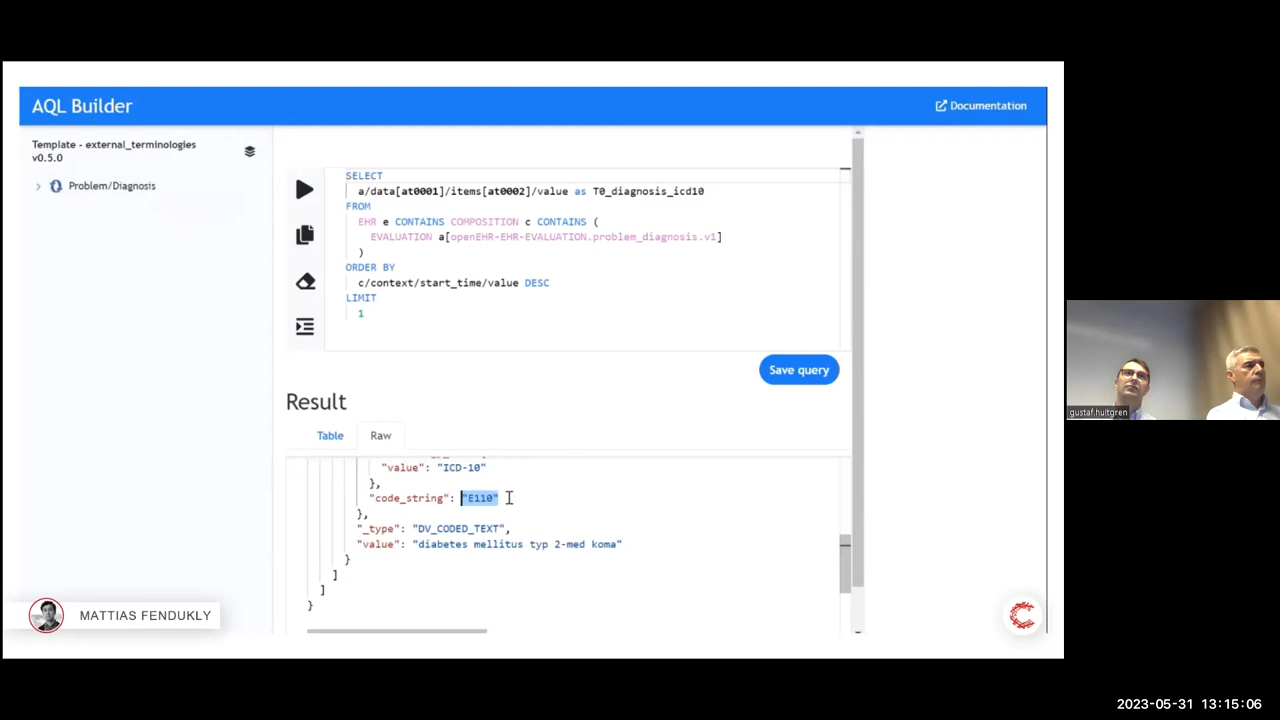 AQL Builder
Documentation
Template - external_terminologies
v0.5.0
Problem/Diagnosis
SELECT
a/data[at0001]/items[at0002]/value as T0_diagnosis_icd10
FROM
EHR e CONTAINS COMPOSITION c CONTAINS (
EVALUATION a[openEHR-EHR-EVALUATION.problem_diagnosis.v1]
)
ORDER BY
c/context/start_time/value DESC
LIMIT
1
Save query
Result
Table
Raw
"value": "ICD-10"
},
"code_string": "E110"
},
"_type": "DV_CODED_TEXT",
"value": "diabetes mellitus typ 2-med koma"
}
]
]
}
MATTIAS FENDUKLY
gustaf.hultgren
2023-05-31 13:15:06